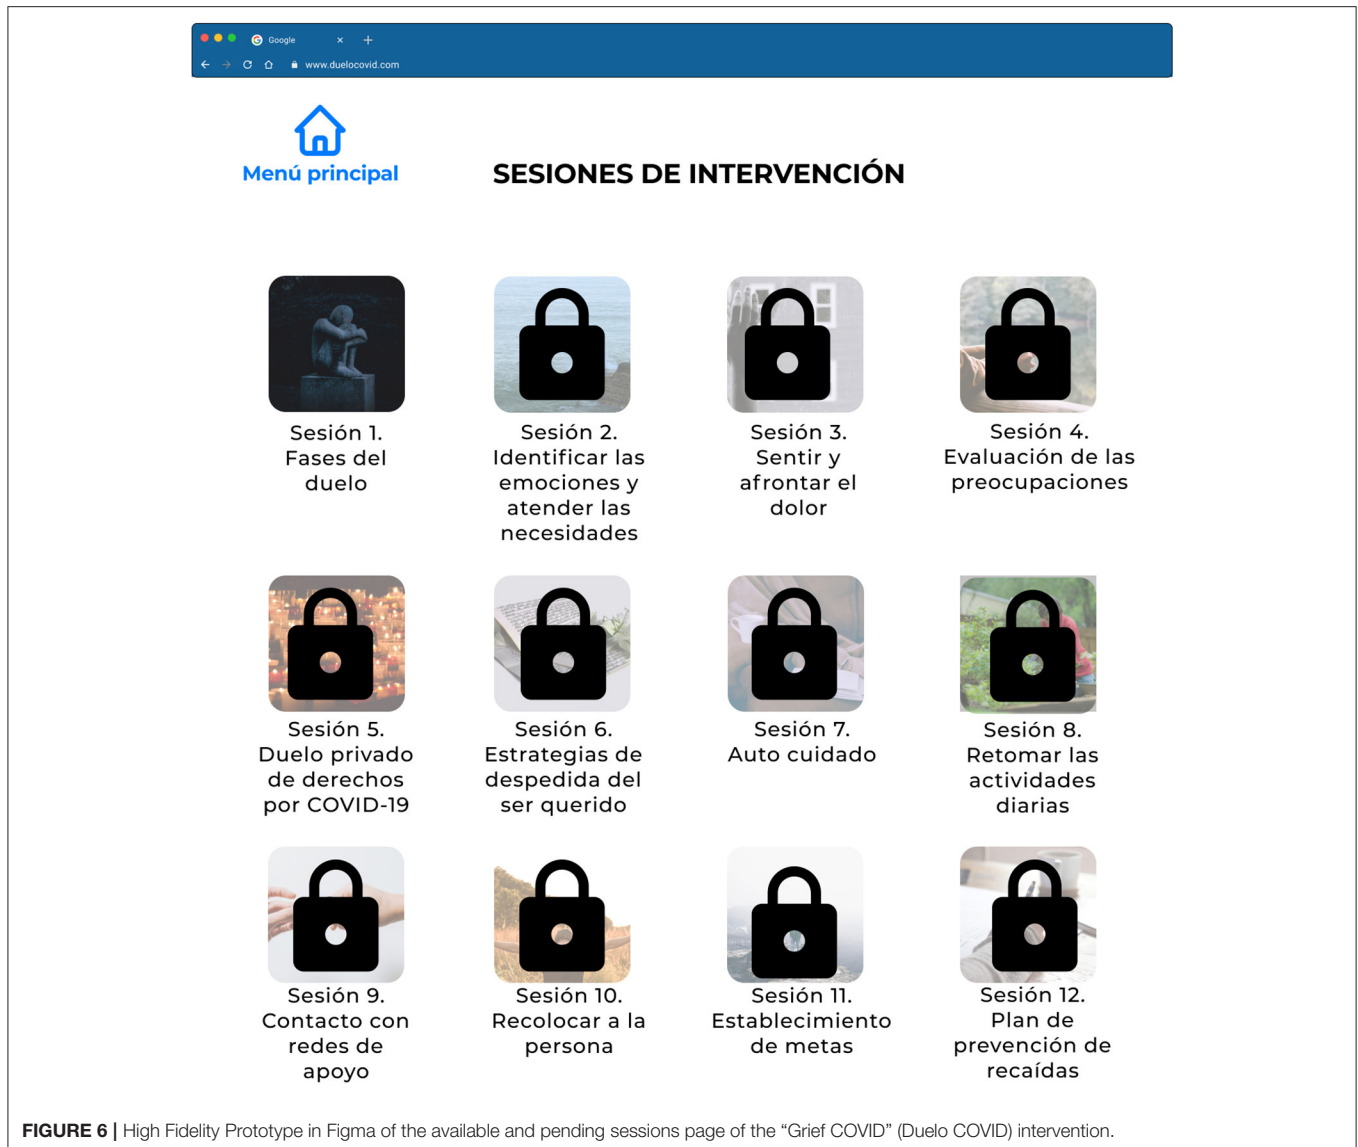 Google
www.duelocovid.com
Menú principal
SESIONES DE INTERVENCIÓN
Sesión 1.
Fases del
duelo
Sesión 2.
Identificar las
emociones y
atender las
necesidades
Sesión 3.
Sentir y
afrontar el
dolor
Sesión 4.
Evaluación de las
preocupaciones
Sesión 5.
Duelo privado
de derechos
por COVID-19
Sesión 6.
Estrategias de
despedida del
ser querido
Sesión 7.
Auto cuidado
Sesión 8.
Retomar las
actividades
diarias
Sesión 9.
Contacto con
redes de
apoyo
Sesión 10.
Recolocar a la
persona
Sesión 11.
Establecimiento
de metas
Sesión 12.
Plan de
prevención de
recaídas
FIGURE 6 | High Fidelity Prototype in Figma of the available and pending sessions page of the “Grief COVID” (Duelo COVID) intervention.